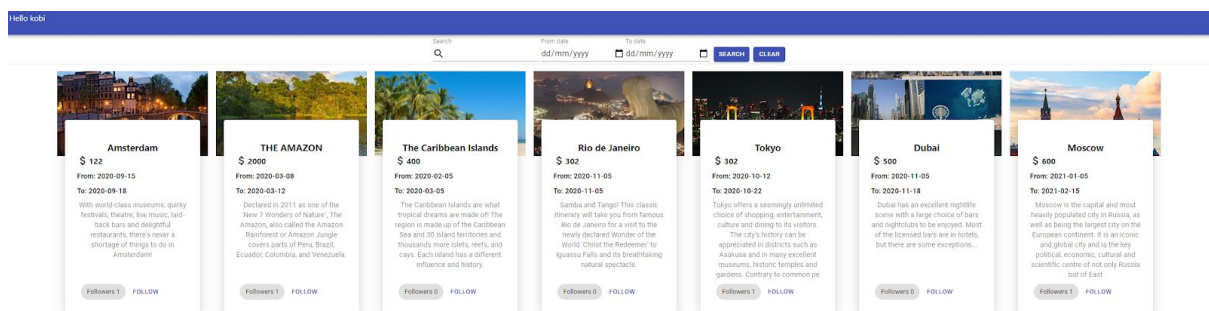 Hello kobi
Search
From date
To date
dd/mm/yyyy
dd/mm/yyyy
SEARCH
CLEAR
Amsterdam
$ 122
From: 2020-09-15
To: 2020-09-18
With world-class museums, quirky
festivals, theatre, live music, laid-
back bars and delightful
restaurants, there's never a
shortage of things to do in
Amsterdam!
Followers 1
FOLLOW
THE AMAZON
$ 2000
From: 2020-03-08
To: 2020-03-12
Declared in 2011 as one of the
'New 7 Wonders of Nature', The
Amazon, also called the Amazon
Rainforest or Amazon Jungle
covers parts of Peru, Brazil,
Ecuador, Colombia, and Venezuela.
Followers 1
FOLLOW
The Caribbean Islands
$ 400
From: 2020-02-05
To: 2020-03-05
The Caribbean Islands are what
tropical dreams are made of! The
region is made up of the Caribbean
Sea and 30 island territories and
thousands more islets, reefs, and
cays. Each island has a different
influence and history.
Followers 0
FOLLOW
Rio de Janeiro
$ 302
From: 2020-11-05
To: 2020-11-05
Samba and Tango! This classic
itinerary will take you from famous
Rio de Janeiro for a visit to the
newly declared Wonder of the
World 'Christ the Redeemer' to
Iguassu Falls and its breathtaking
natural spectacle.
Followers 0
FOLLOW
Tokyo
$ 302
From: 2020-10-12
To: 2020-10-22
Tokyo offers a seemingly unlimited
choice of shopping, entertainment,
culture and dining to its visitors.
The city's history can be
appreciated in districts such as
Asakusa and in many excellent
museums, historic temples and
gardens. Contrary to common pe
Followers 1
FOLLOW
Dubai
$ 500
From: 2020-11-05
To: 2020-11-18
Dubai has an excellent nightlife
scene with a large choice of bars
and nightclubs to be enjoyed. Most
of the licensed bars are in hotels,
but there are some exceptions...
Followers 0
FOLLOW
Moscow
$ 600
From: 2021-01-05
To: 2021-02-15
Moscow is the capital and most
heavily populated city in Russia, as
well as being the largest city on the
European continent. It is an iconic
and global city and is the key
political, economic, cultural and
scientific centre of not only Russia
but of East
Followers 1
FOLLOW